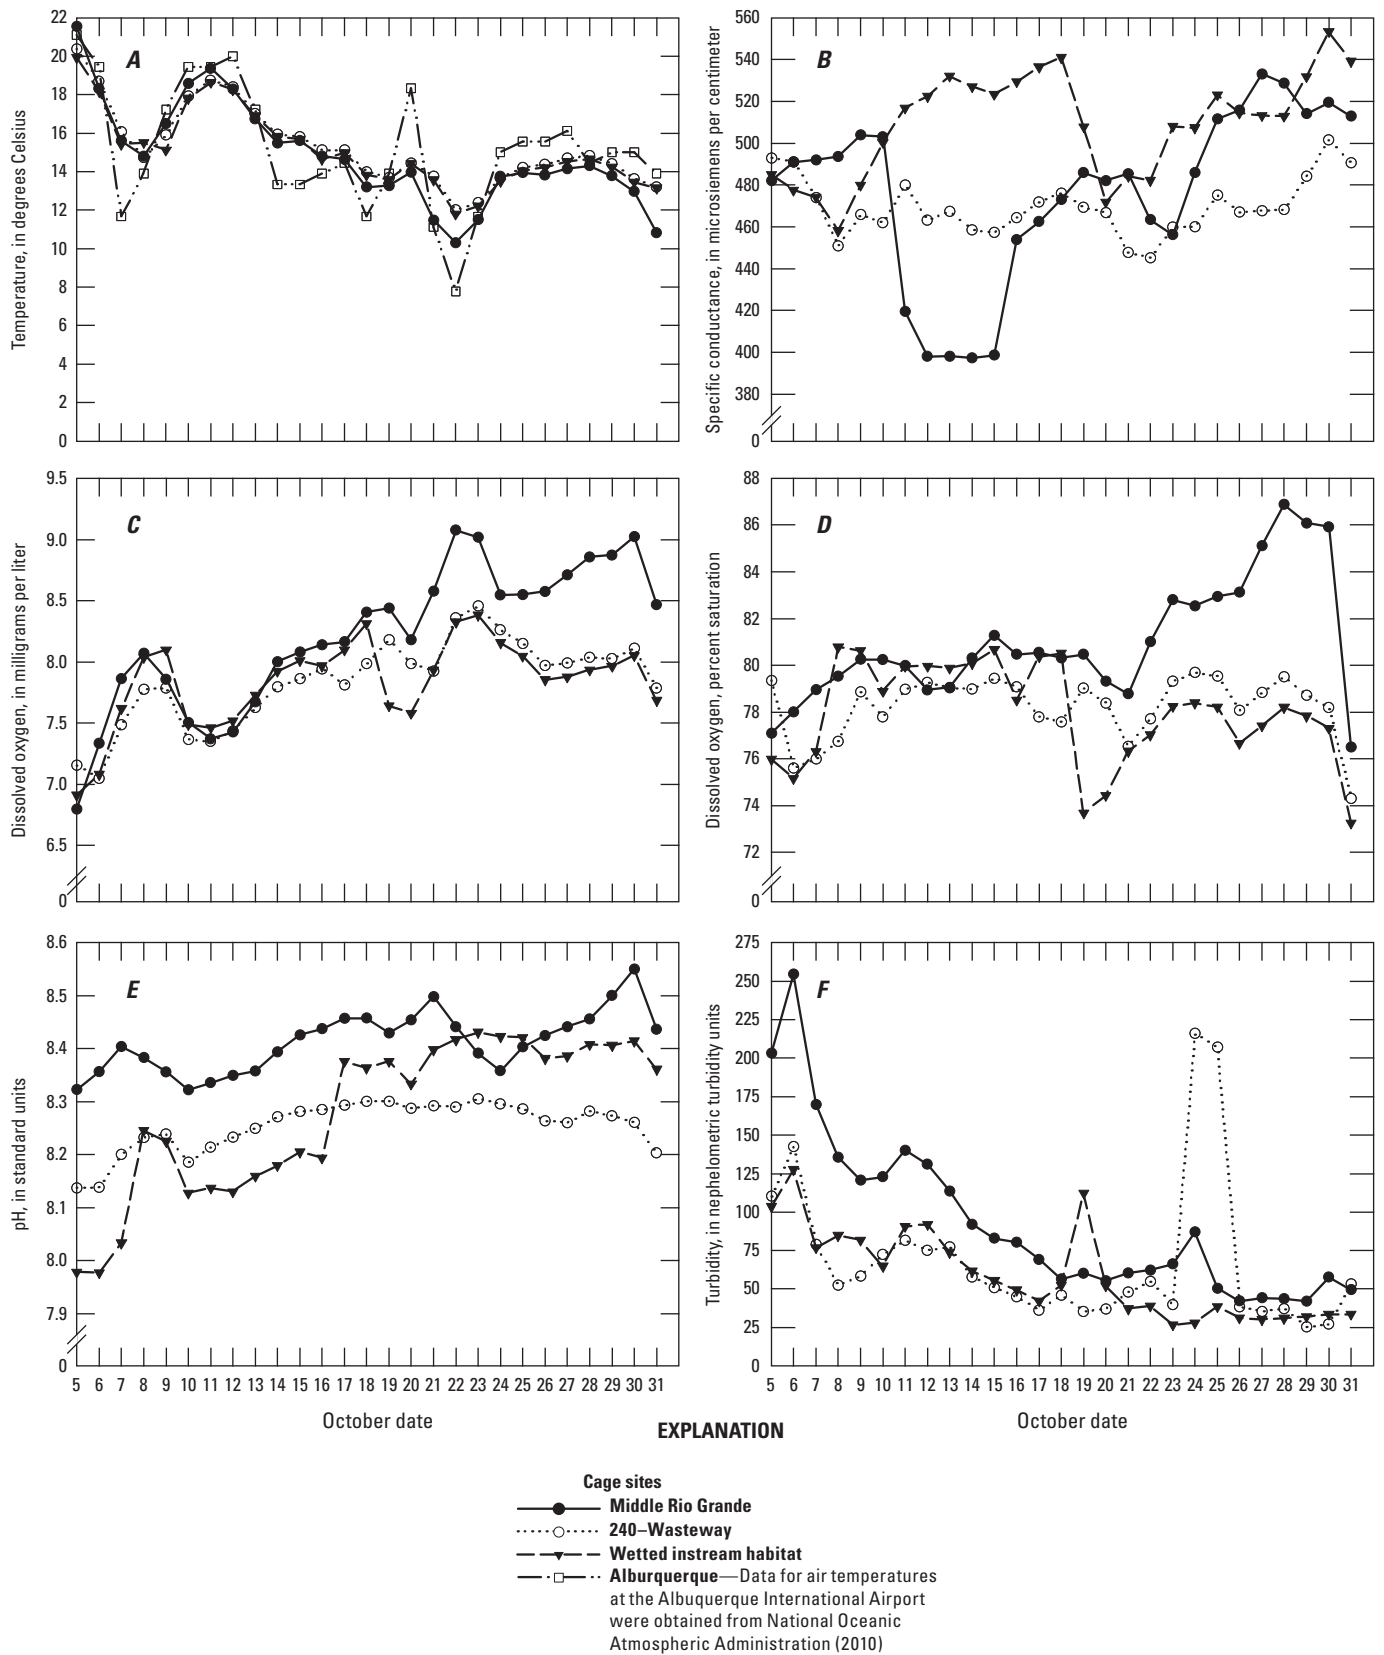 22
20
18
16
14
12
10
8
6
4
2
0
Temperature, in degrees Celsius
A
560
540
520
500
480
460
440
420
400
380
0
Specific conductance, in microsiemens per centimeter
B
9.5
9.0
8.5
8.0
7.5
7.0
6.5
0
Dissolved oxygen, in milligrams per liter
C
88
86
84
82
80
78
76
74
72
0
Dissolved oxygen, percent saturation
D
8.6
8.5
8.4
8.3
8.2
8.1
8.0
7.9
0
pH, in standard units
E
5 6 7 8 9 10 11 12 13 14 15 16 17 18 19 20 21 22 23 24 25 26 27 28 29 30 31
October date
275
250
225
200
175
150
125
100
75
50
25
0
Turbidity, in nephelometric turbidity units
F
5 6 7 8 9 10 11 12 13 14 15 16 17 18 19 20 21 22 23 24 25 26 27 28 29 30 31
October date
EXPLANATION
Cage sites
Middle Rio Grande
240–Wasteway
Wetted instream habitat
Alburquerque—Data for air temperatures
at the Albuquerque International Airport
were obtained from National Oceanic
Atmospheric Administration (2010)